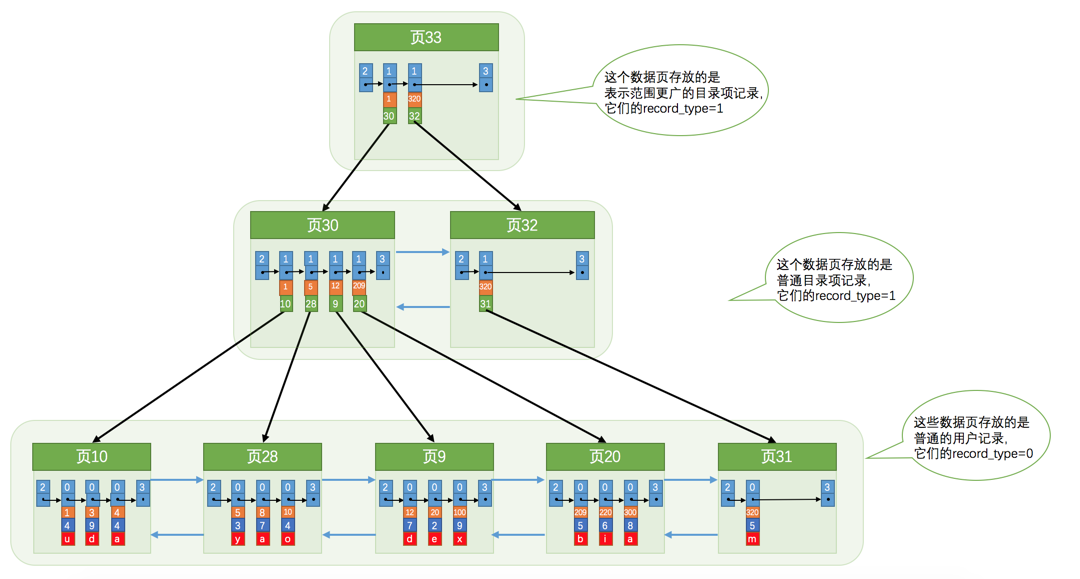 页33
2 1 1 3
1 320
30 32
这个数据页存放的是
表示范围更广的目录项记录，
它们的record_type=1
页30 页32
2 1 1 1 1 3 2 1 3
1 5 12 209 320
10 28 9 20 31
这个数据页存放的是
普通目录项记录，
它们的record_type=1
这些数据页存放的是
普通的用户记录，
它们的record_type=0
页10 页28 页9 页20 页31
2 0 0 0 3 2 0 0 0 3 2 0 0 0 3 2 0 0 0 3 2 0 3
1 3 4 5 8 10 12 20 100 209 220 300 320
4 9 4 3 7 4 7 2 9 5 6 8 5
u d a y a o d e x b i a m